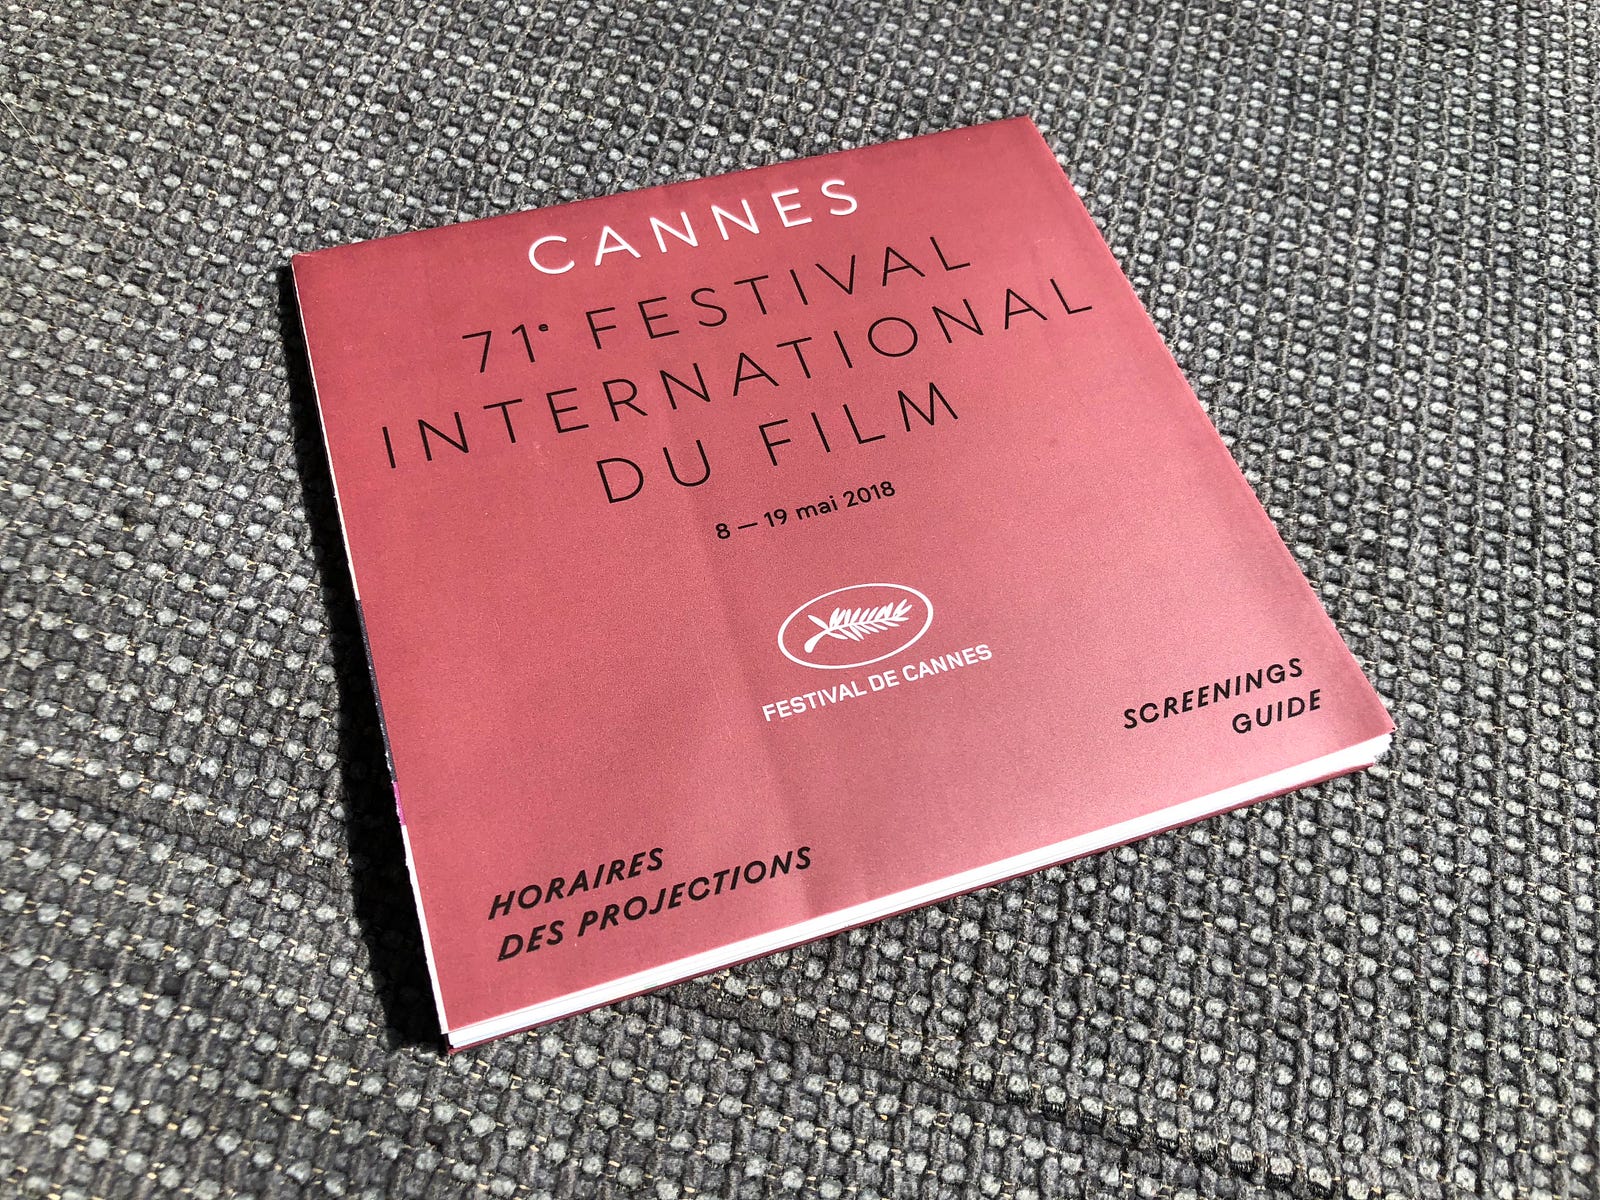 CANNES
71e FESTIVAL
INTERNATIONAL
DU FILM
8 — 19 mai 2018
FESTIVAL DE CANNES
SCREENINGS
GUIDE
HORAIRES
DES PROJECTIONS